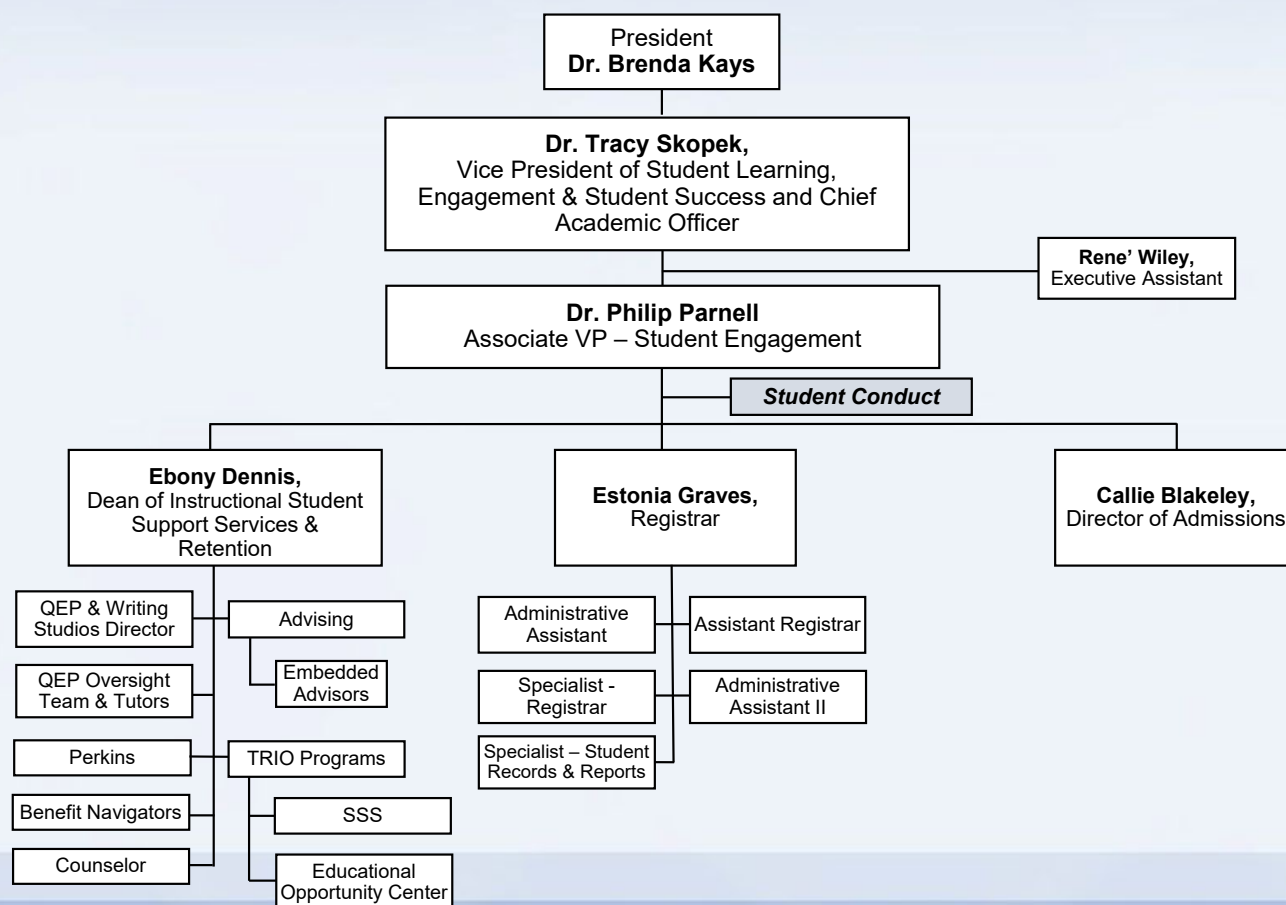 President
Dr. Brenda Kays
Dr. Tracy Skopek,
Vice President of Student Learning,
Engagement & Student Success and Chief
Academic Officer
Rene’ Wiley,
Executive Assistant
Dr. Philip Parnell
Associate VP – Student Engagement
Student Conduct
Ebony Dennis,
Dean of Instructional Student
Support Services &
Retention
Estonia Graves,
Registrar
Callie Blakeley,
Director of Admissions
QEP & Writing
Studios Director
Advising
Embedded
Advisors
QEP Oversight
Team & Tutors
Perkins
TRIO Programs
Benefit Navigators
SSS
Counselor
Educational
Opportunity Center
Administrative
Assistant
Assistant Registrar
Specialist -
Registrar
Administrative
Assistant II
Specialist – Student
Records & Reports